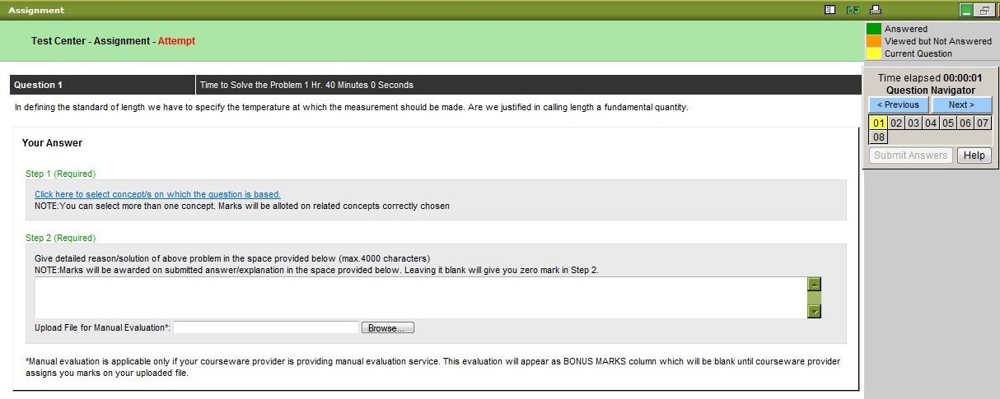 Assignment
Test Center - Assignment - Attempt
Answered
Viewed but Not Answered
Current Question
Question 1
Time to Solve the Problem 1 Hr. 40 Minutes 0 Seconds
Time elapsed 00:00:01
Question Navigator
< Previous
Next >
01 02 03 04 05 06 07
08
Submit Answers
Help
In defining the standard of length we have to specify the temperature at which the measurement should be made. Are we justified in calling length a fundamental quantity.
Your Answer
Step 1 (Required)
Click here to select concept/s on which the question is based.
NOTE:You can select more than one concept. Marks will be alloted on related concepts correctly chosen
Step 2 (Required)
Give detailed reason/solution of above problem in the space provided below (max.4000 characters)
NOTE:Marks will be awarded on submitted answer/explanation in the space provided below. Leaving it blank will give you zero mark in Step 2.
Upload File for Manual Evaluation*:
Browse...
*Manual evaluation is applicable only if your courseware provider is providing manual evaluation service. This evaluation will appear as BONUS MARKS column which will be blank until courseware provider
assigns you marks on your uploaded file.